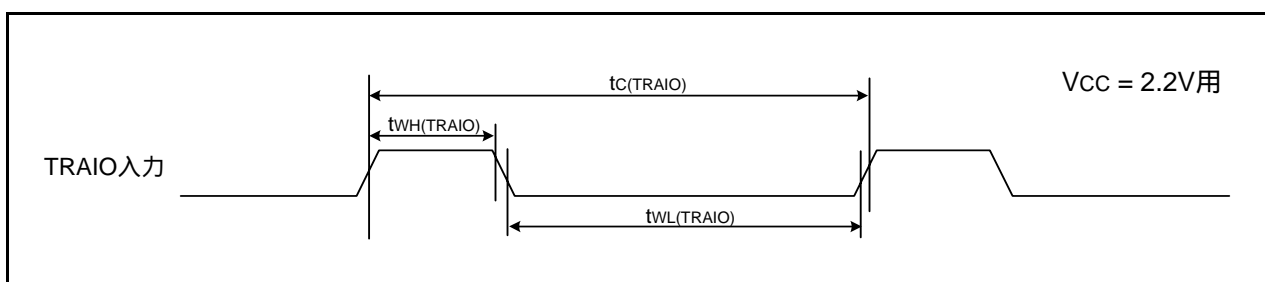 tC(TRAIO)
VCC = 2.2V用
tWH(TRAIO)
TRAIO入力
tWL(TRAIO)